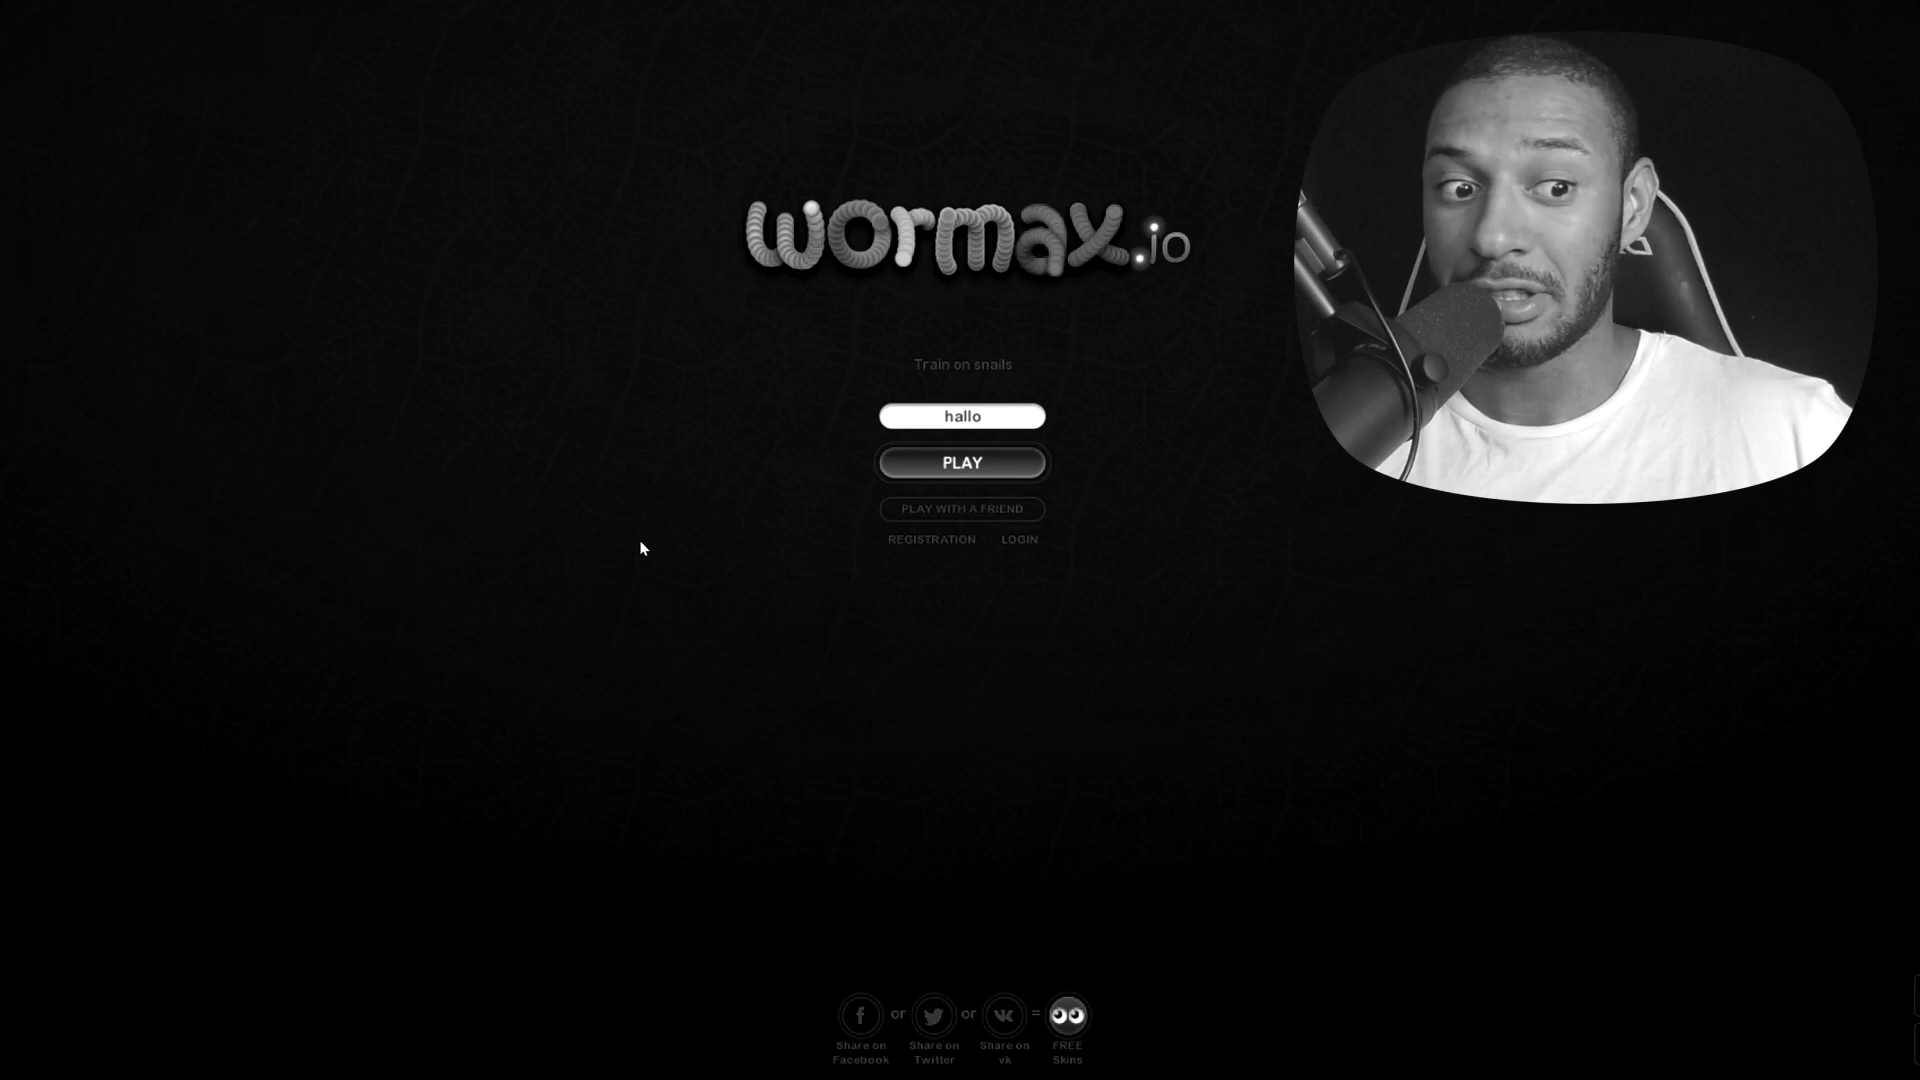 wormax.io
Train on snails
hallo
PLAY
PLAY WITH A FRIEND
REGISTRATION LOGIN
or or =
Share on Facebook
Share on Twitter
Share on vk
FREE Skins